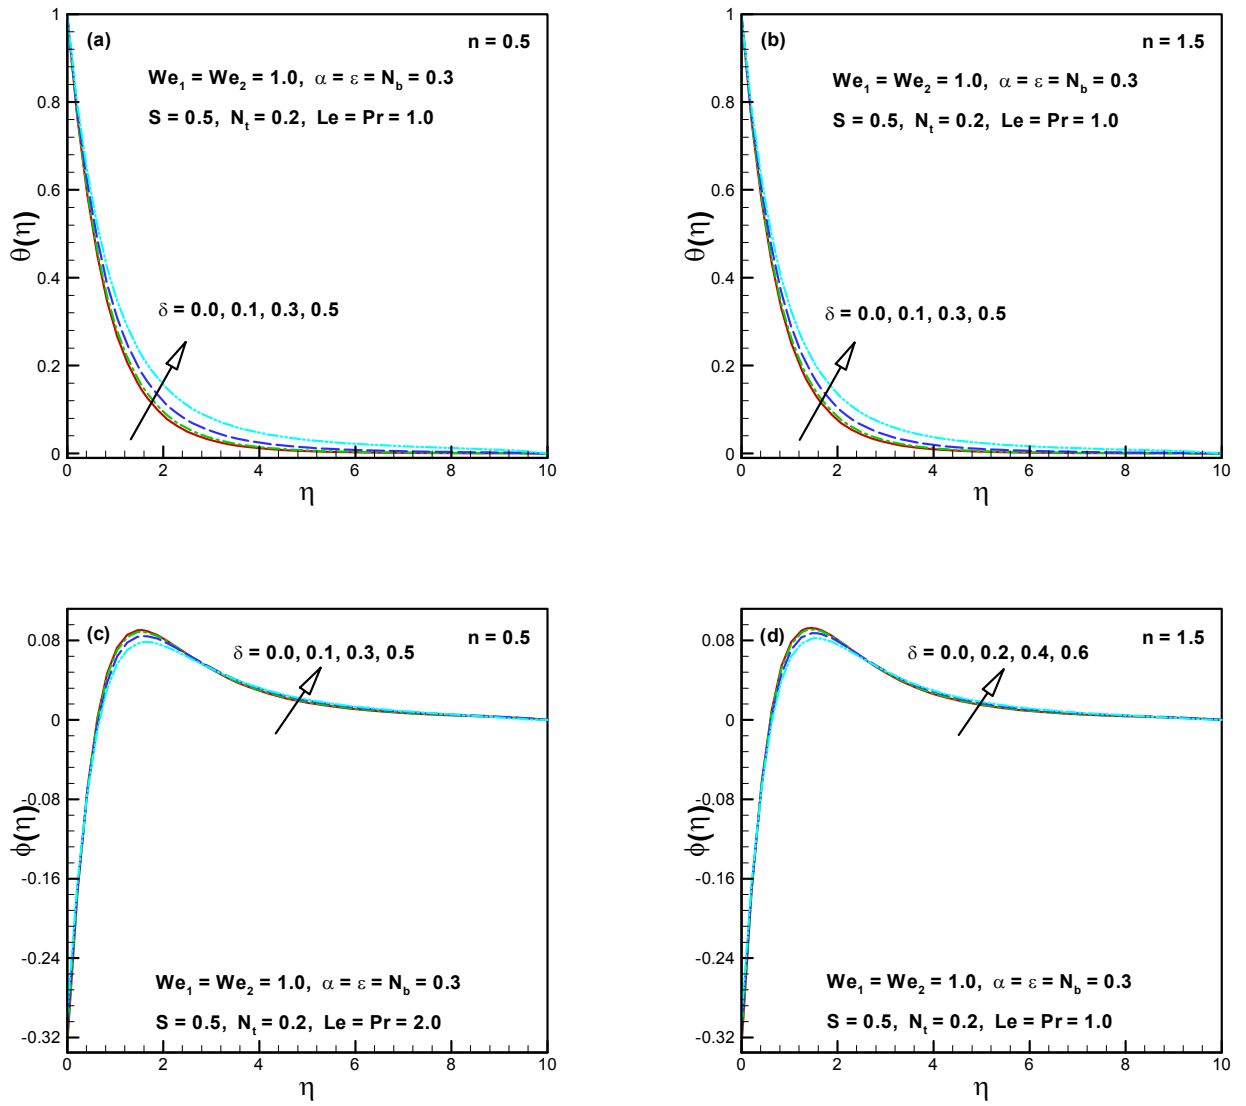 (a)
n = 0.5
We₁ = We₂ = 1.0, α = ε = N_b = 0.3
S = 0.5, N_t = 0.2, Le = Pr = 1.0
δ = 0.0, 0.1, 0.3, 0.5
θ(η)
1
0.8
0.6
0.4
0.2
0
0 2 4 6 8 10
η
(b)
n = 1.5
We₁ = We₂ = 1.0, α = ε = N_b = 0.3
S = 0.5, N_t = 0.2, Le = Pr = 1.0
δ = 0.0, 0.1, 0.3, 0.5
θ(η)
1
0.8
0.6
0.4
0.2
0
0 2 4 6 8 10
η
(c)
n = 0.5
δ = 0.0, 0.1, 0.3, 0.5
We₁ = We₂ = 1.0, α = ε = N_b = 0.3
S = 0.5, N_t = 0.2, Le = Pr = 2.0
ϕ(η)
0.08
0
-0.08
-0.16
-0.24
-0.32
0 2 4 6 8 10
η
(d)
n = 1.5
δ = 0.0, 0.2, 0.4, 0.6
We₁ = We₂ = 1.0, α = ε = N_b = 0.3
S = 0.5, N_t = 0.2, Le = Pr = 1.0
ϕ(η)
0.08
0
-0.08
-0.16
-0.24
-0.32
0 2 4 6 8 10
η